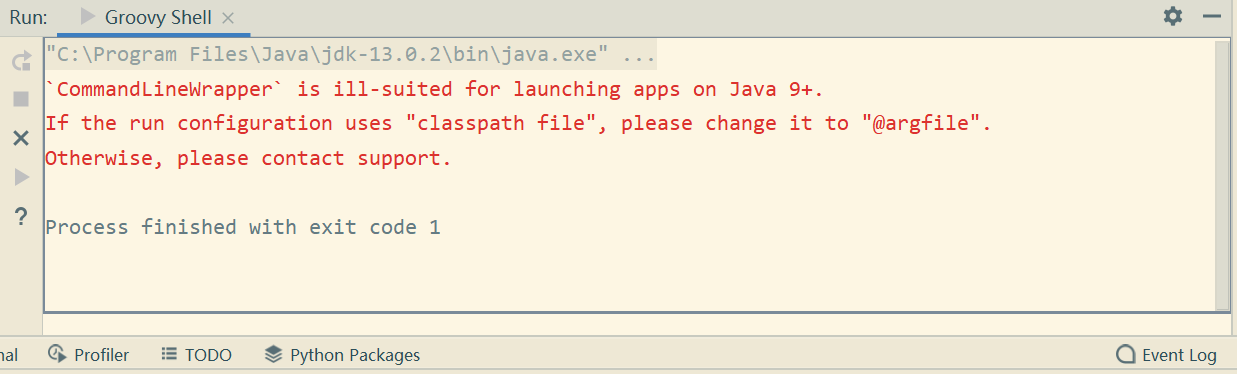 Run: Groovy Shell
"C:\Program Files\Java\jdk-13.0.2\bin\java.exe" ...
`CommandLineWrapper` is ill-suited for launching apps on Java 9+.
If the run configuration uses "classpath file", please change it to "@argfile".
Otherwise, please contact support.
Process finished with exit code 1
nal Profiler TODO Python Packages Event Log